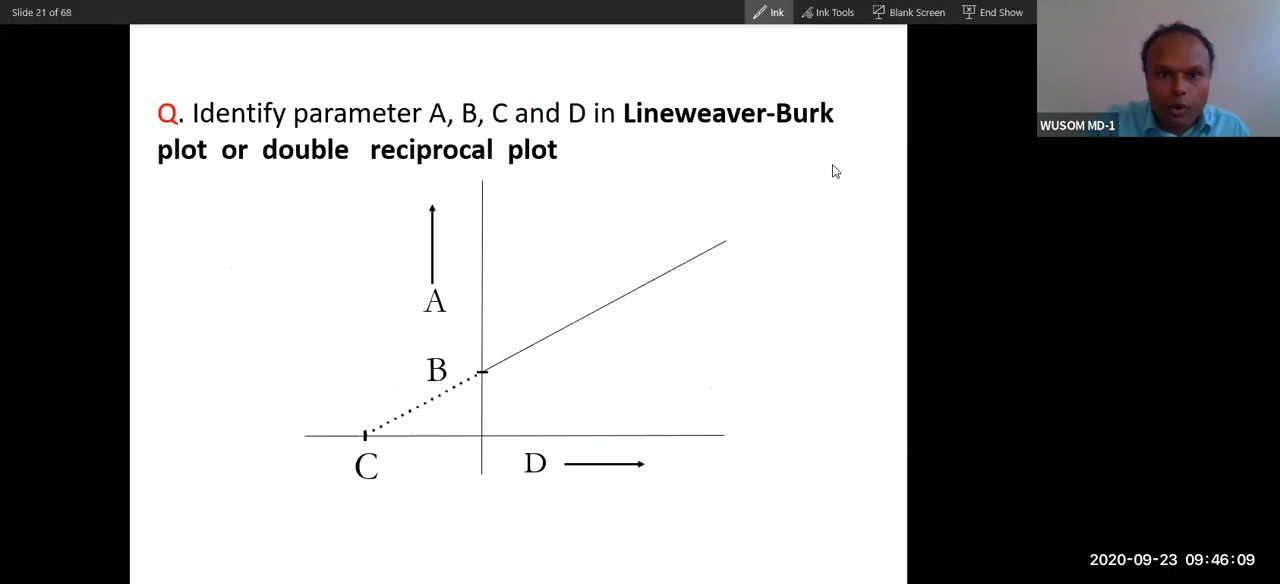 Slide 21 of 68
Ink
Ink Tools
Blank Screen
End Show
WUSOM MD-1
Q. Identify parameter A, B, C and D in Lineweaver-Burk
plot or double reciprocal plot
A
B
C
D
2020-09-23 09:46:09